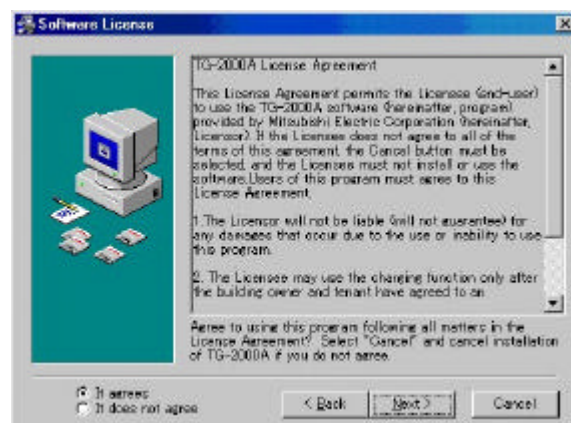 Software License
TG-2000A License Agreement
This License Agreement permits the Licensee (end-user)
to use the TG-2000A software (hereinafter, program)
provided by Mitsubishi Electric Corporation (hereinafter,
Licensor). If the Licensee does not agree to all of the
terms of this agreement, the Cancel button must be
selected, and the Licensee must not install or use the
software.Users of this program must agree to this
License Agreement.
1.The Licensor will not be liable (will not guarantee) for
any damages that occur due to the use or inability to use
this program.
2. The Licensee may use the charging function only after
the building owner and tenant have agreed to an
Agree to using this program following all matters in the
License Agreement? Select "Cancel" and cancel installation
of TG-2000A if you do not agree.
It agrees
It does not agree
< Back
Next >
Cancel